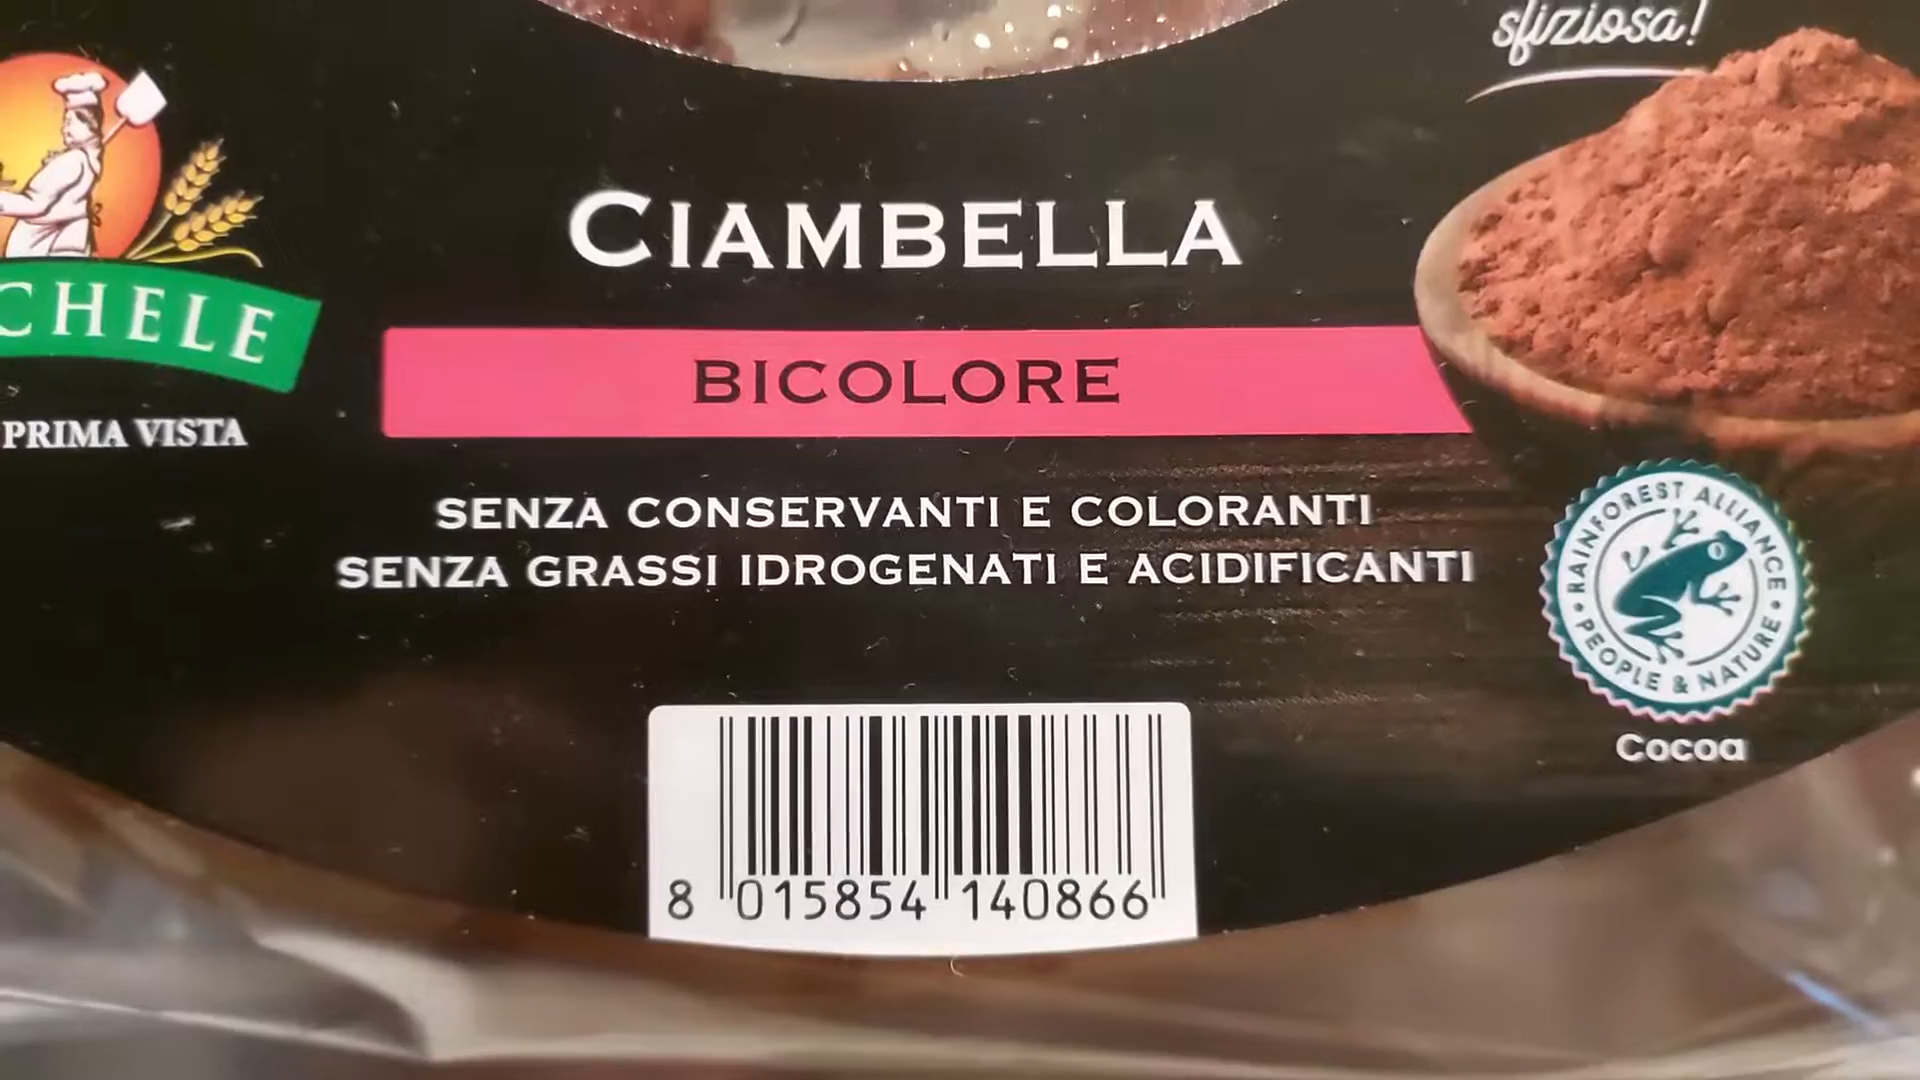 sfiziosa!
CIAMBELLA
CHELE
BICOLORE
PRIMA VISTA
SENZA CONSERVANTI E COLORANTI
SENZA GRASSI IDROGENATI E ACIDIFICANTI
RAINFOREST ALLIANCE
• PEOPLE & NATURE •
Cocoa
8 015854 140866